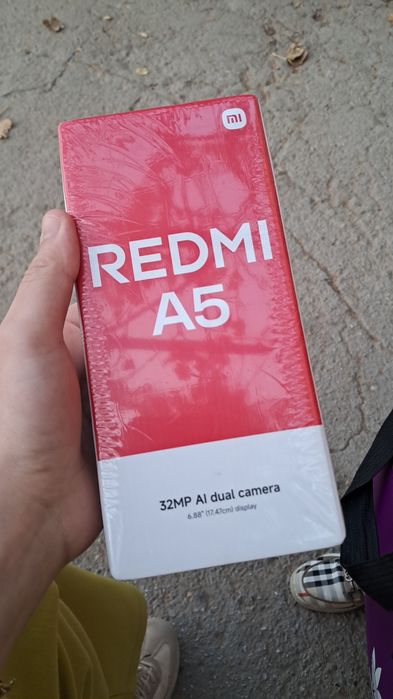 mi
REDMI
A5
32MP AI dual camera
6.88" (17.47cm) display